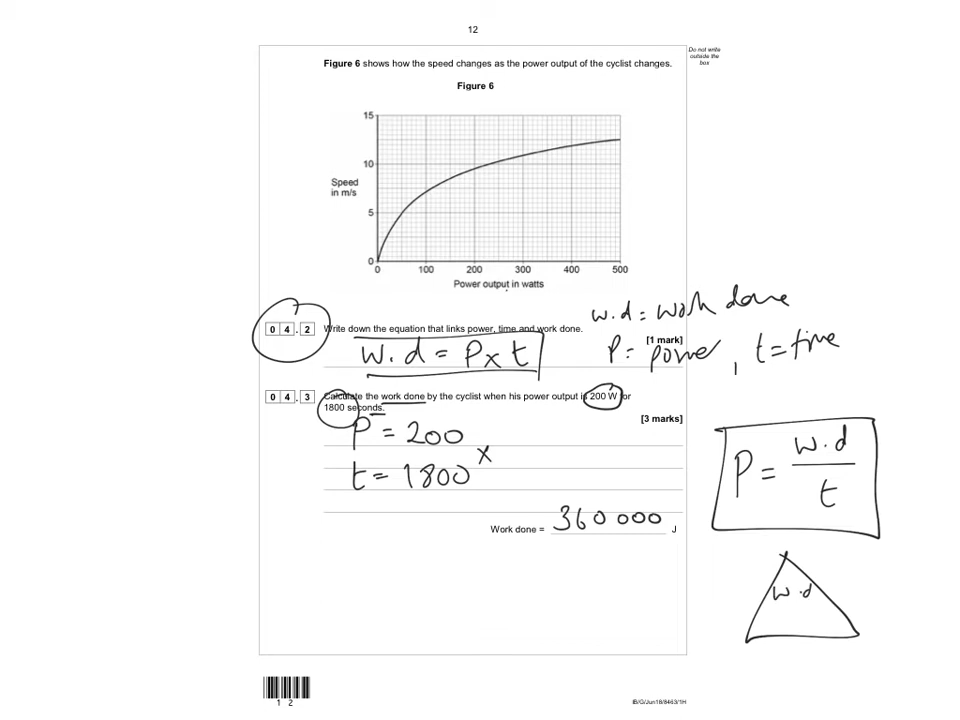 12
Do not write
outside the
box
Figure 6 shows how the speed changes as the power output of the cyclist changes.
Figure 6
15
10
5
0
Speed
in m/s
0 100 200 300 400 500
Power output in watts
w.d = work done
0 4 . 2 Write down the equation that links power, time and work done.
[1 mark]
W.d = P x t
P = power, t = time
0 4 . 3 Calculate the work done by the cyclist when his power output is 200 W for
1800 seconds.
[3 marks]
P = 200
x
t = 1800
P = w.d
t
Work done = 360 000 J
w.d
1 2
IB/G/Jun18/8463/1H